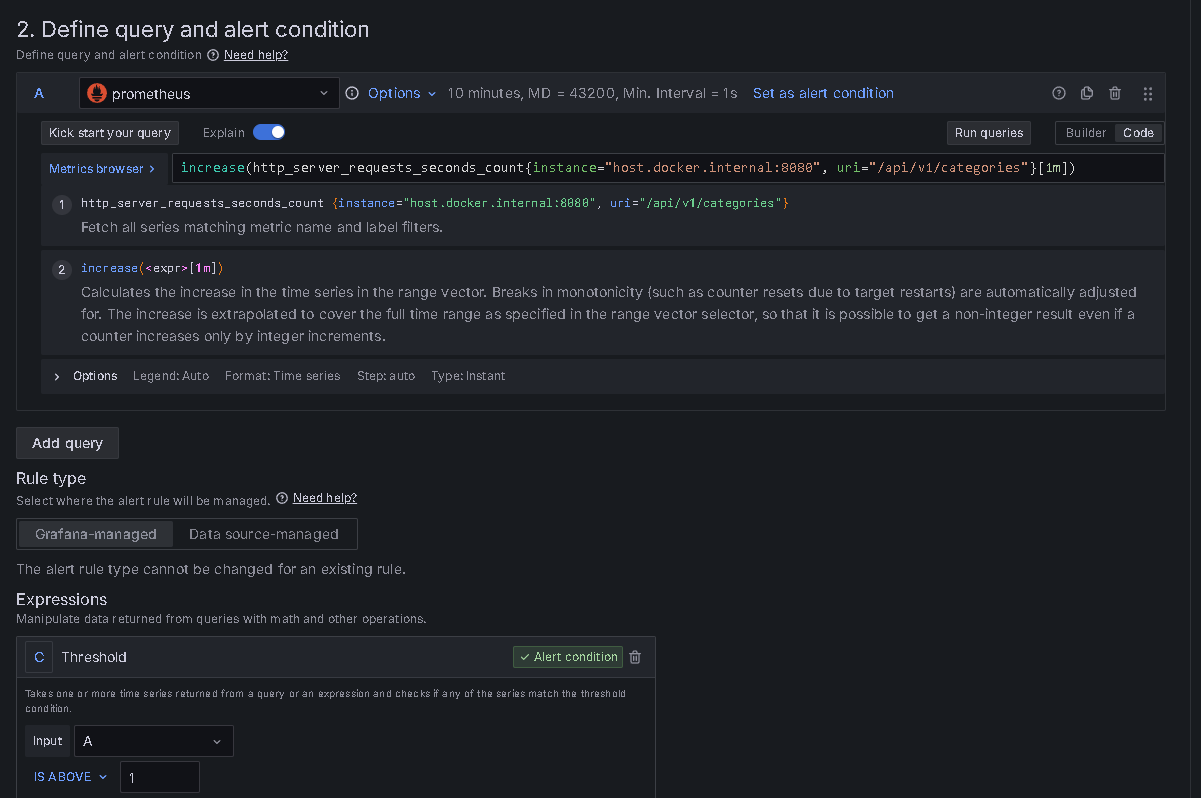 2. Define query and alert condition
Define query and alert condition Need help?
A prometheus Options 10 minutes, MD = 43200, Min. Interval = 1s Set as alert condition
Kick start your query Explain Run queries Builder Code
Metrics browser > increase(http_server_requests_seconds_count{instance="host.docker.internal:8080", uri="/api/v1/categories"}[1m])
1 http_server_requests_seconds_count {instance="host.docker.internal:8080", uri="/api/v1/categories"}
Fetch all series matching metric name and label filters.
2 increase(<expr>[1m])
Calculates the increase in the time series in the range vector. Breaks in monotonicity (such as counter resets due to target restarts) are automatically adjusted
for. The increase is extrapolated to cover the full time range as specified in the range vector selector, so that it is possible to get a non-integer result even if a
counter increases only by integer increments.
> Options Legend: Auto Format: Time series Step: auto Type: Instant
Add query
Rule type
Select where the alert rule will be managed. Need help?
Grafana-managed Data source-managed
The alert rule type cannot be changed for an existing rule.
Expressions
Manipulate data returned from queries with math and other operations.
C Threshold Alert condition
Takes one or more time series returned from a query or an expression and checks if any of the series match the threshold
condition.
Input A
IS ABOVE 1